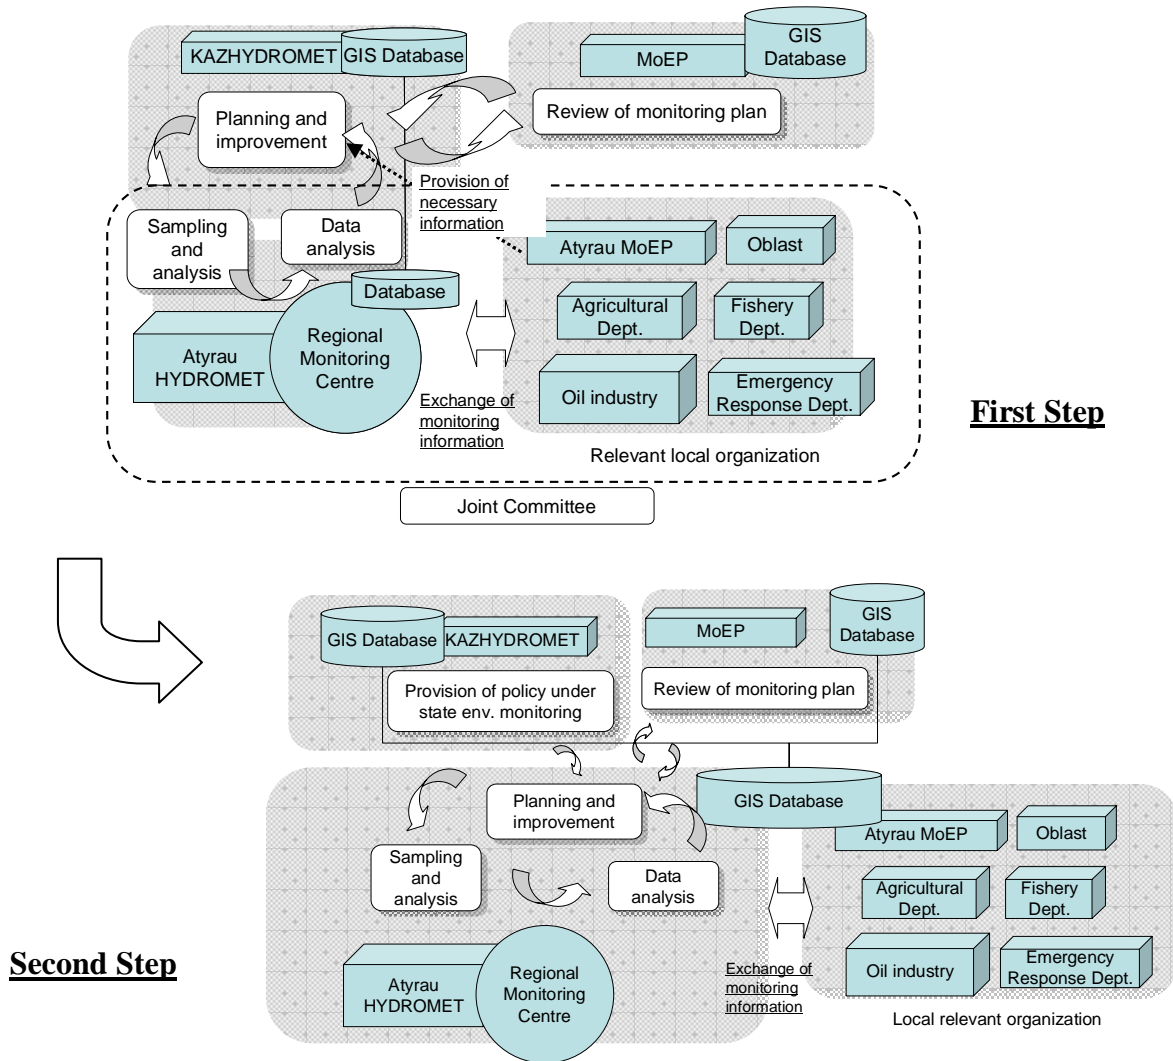 KAZHYDROMET
GIS Database
MoEP
GIS
Database
Planning and
improvement
Review of monitoring plan
Provision of
necessary
information
Sampling
and
analysis
Data
analysis
Atyrau MoEP
Oblast
Database
Agricultural
Dept.
Fishery
Dept.
Regional
Monitoring
Centre
Atyrau
HYDROMET
Oil industry
Emergency
Response Dept.
Exchange of
monitoring
information
Relevant local organization
First Step
Joint Committee
GIS Database
KAZHYDROMET
MoEP
GIS
Database
Provision of policy under
state env. monitoring
Review of monitoring plan
Planning and
improvement
GIS Database
Atyrau MoEP
Oblast
Sampling
and
analysis
Data
analysis
Agricultural
Dept.
Fishery
Dept.
Second Step
Atyrau
HYDROMET
Regional
Monitoring
Centre
Exchange of
monitoring
information
Oil industry
Emergency
Response Dept.
Local relevant organization